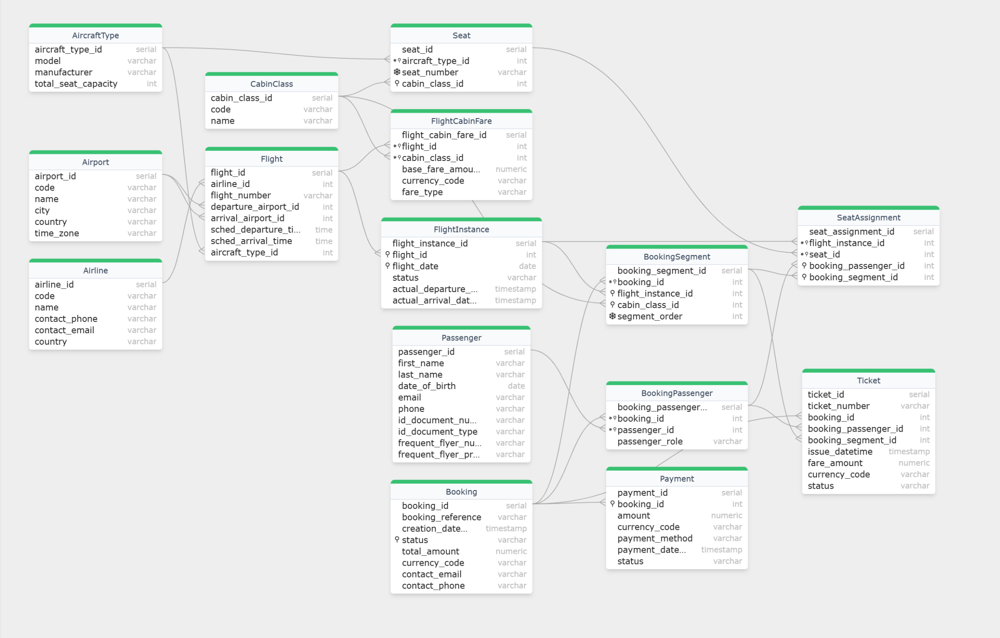 AircraftType
aircraft_type_id serial
model varchar
manufacturer varchar
total_seat_capacity int
Airport
airport_id serial
code varchar
name varchar
city varchar
country varchar
time_zone varchar
Airline
airline_id serial
code varchar
name varchar
contact_phone varchar
contact_email varchar
country varchar
CabinClass
cabin_class_id serial
code varchar
name varchar
Flight
flight_id serial
airline_id int
flight_number varchar
departure_airport_id int
arrival_airport_id int
sched_departure_ti... time
sched_arrival_time time
aircraft_type_id int
Seat
seat_id serial
aircraft_type_id int
seat_number varchar
cabin_class_id int
FlightCabinFare
flight_cabin_fare_id serial
flight_id int
cabin_class_id int
base_fare_amou... numeric
currency_code varchar
fare_type varchar
FlightInstance
flight_instance_id serial
flight_id int
flight_date date
status varchar
actual_departure_... timestamp
actual_arrival_dat... timestamp
Passenger
passenger_id serial
first_name varchar
last_name varchar
date_of_birth date
email varchar
phone varchar
id_document_nu... varchar
id_document_type varchar
frequent_flyer_nu... varchar
frequent_flyer_pr... varchar
Booking
booking_id serial
booking_reference varchar
creation_date... timestamp
status varchar
total_amount numeric
currency_code varchar
contact_email varchar
contact_phone varchar
BookingSegment
booking_segment_id serial
booking_id int
flight_instance_id int
cabin_class_id int
segment_order int
BookingPassenger
booking_passenger... serial
booking_id int
passenger_id int
passenger_role varchar
Payment
payment_id serial
booking_id int
amount numeric
currency_code varchar
payment_method varchar
payment_date... timestamp
status varchar
SeatAssignment
seat_assignment_id serial
flight_instance_id int
seat_id int
booking_passenger_id int
booking_segment_id int
Ticket
ticket_id serial
ticket_number varchar
booking_id int
booking_passenger_id int
booking_segment_id int
issue_datetime timestamp
fare_amount numeric
currency_code varchar
status varchar